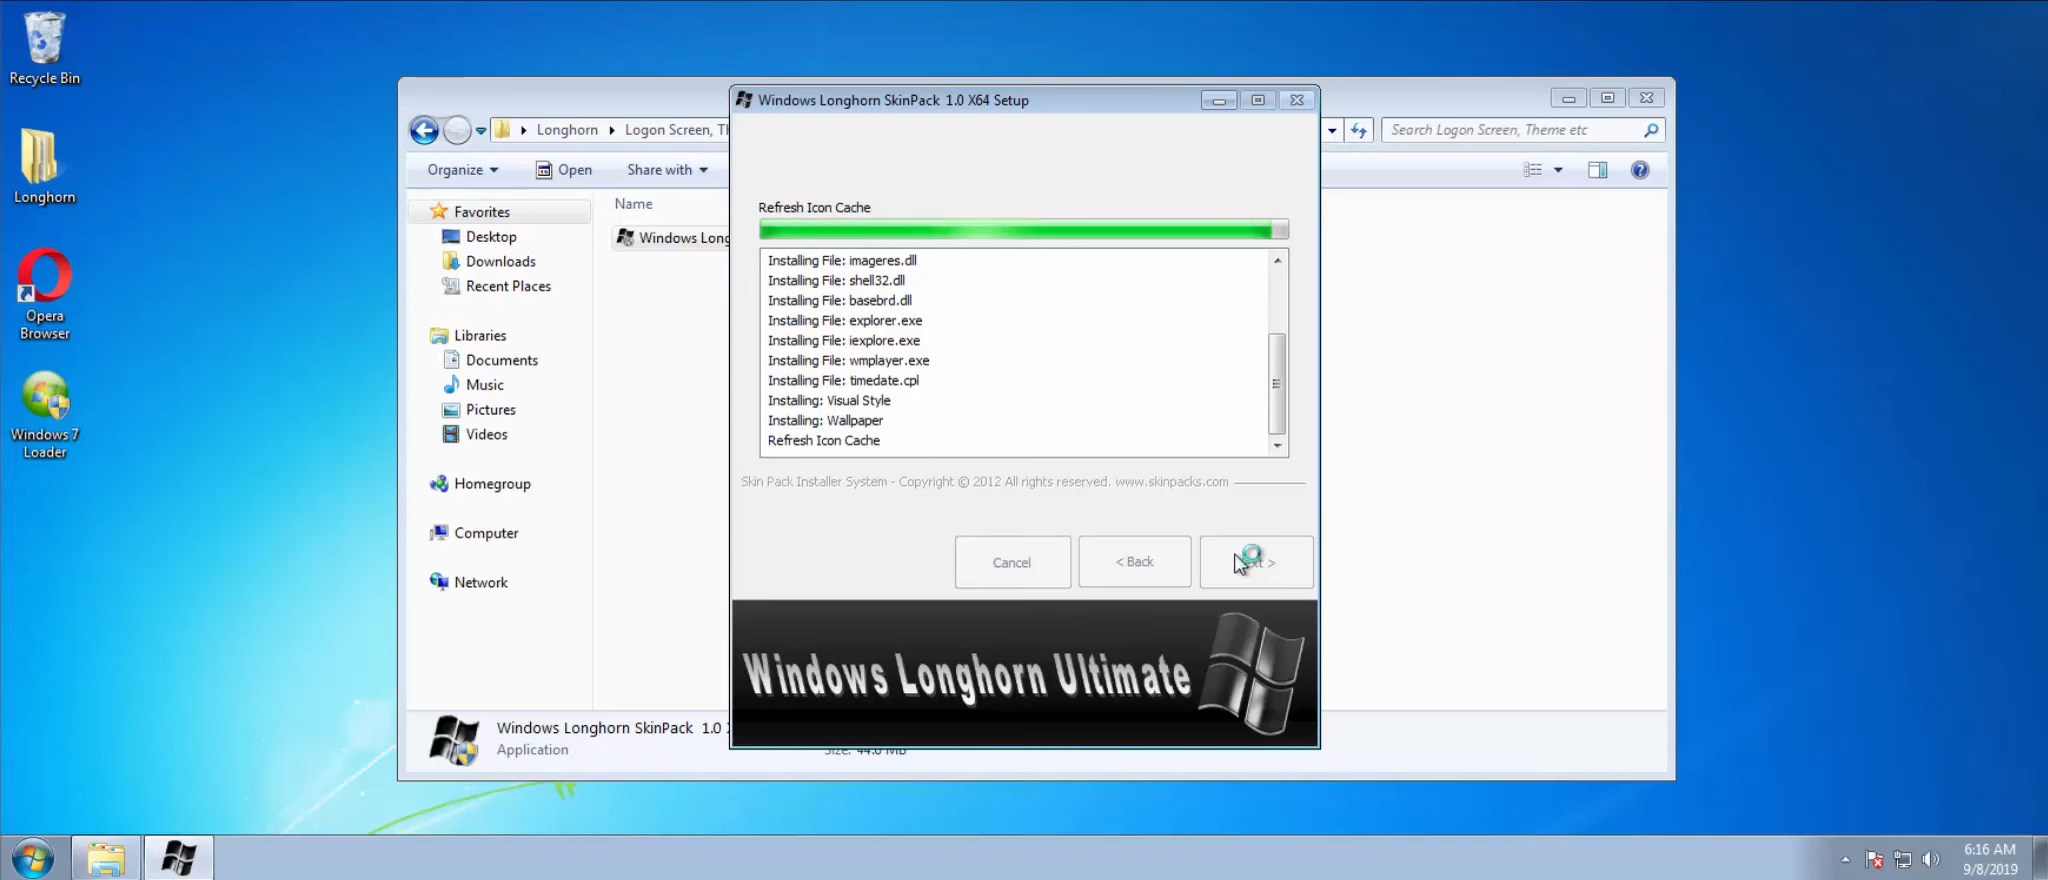 Recycle Bin
Longhorn
Opera
Browser
Windows 7
Loader
Longhorn
Logon Screen, Th
Search Logon Screen, Theme etc
Organize
Open
Share with
Favorites
Desktop
Downloads
Recent Places
Libraries
Documents
Music
Pictures
Videos
Homegroup
Computer
Network
Name
Windows Long
Windows Longhorn SkinPack 1.0 X64 Setup
Refresh Icon Cache
Installing File: imageres.dll
Installing File: shell32.dll
Installing File: basebrd.dll
Installing File: explorer.exe
Installing File: iexplore.exe
Installing File: wmplayer.exe
Installing File: timedate.cpl
Installing: Visual Style
Installing: Wallpaper
Refresh Icon Cache
Skin Pack Installer System - Copyright © 2012 All rights reserved. www.skinpacks.com
Cancel
< Back
Windows Longhorn Ultimate
Windows Longhorn SkinPack 1.0
Application
Size: 44.0 MB
6:16 AM
9/8/2019